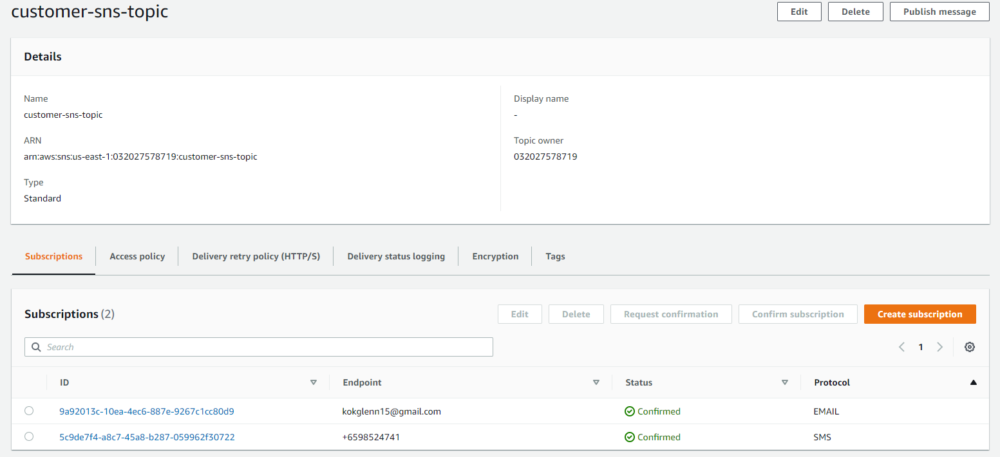 customer-sns-topic
Edit Delete Publish message
Details
Name
customer-sns-topic
Display name
-
ARN
arn:aws:sns:us-east-1:032027578719:customer-sns-topic
Topic owner
032027578719
Type
Standard
Subscriptions Access policy Delivery retry policy (HTTP/S) Delivery status logging Encryption Tags
Subscriptions (2)
Edit Delete Request confirmation Confirm subscription Create subscription
Search
1
ID Endpoint Status Protocol
9a92013c-10ea-4ec6-887e-9267c1cc80d9 kokglenn15@gmail.com Confirmed EMAIL
5c9de7f4-a8c7-45a8-b287-059962f30722 +6598524741 Confirmed SMS